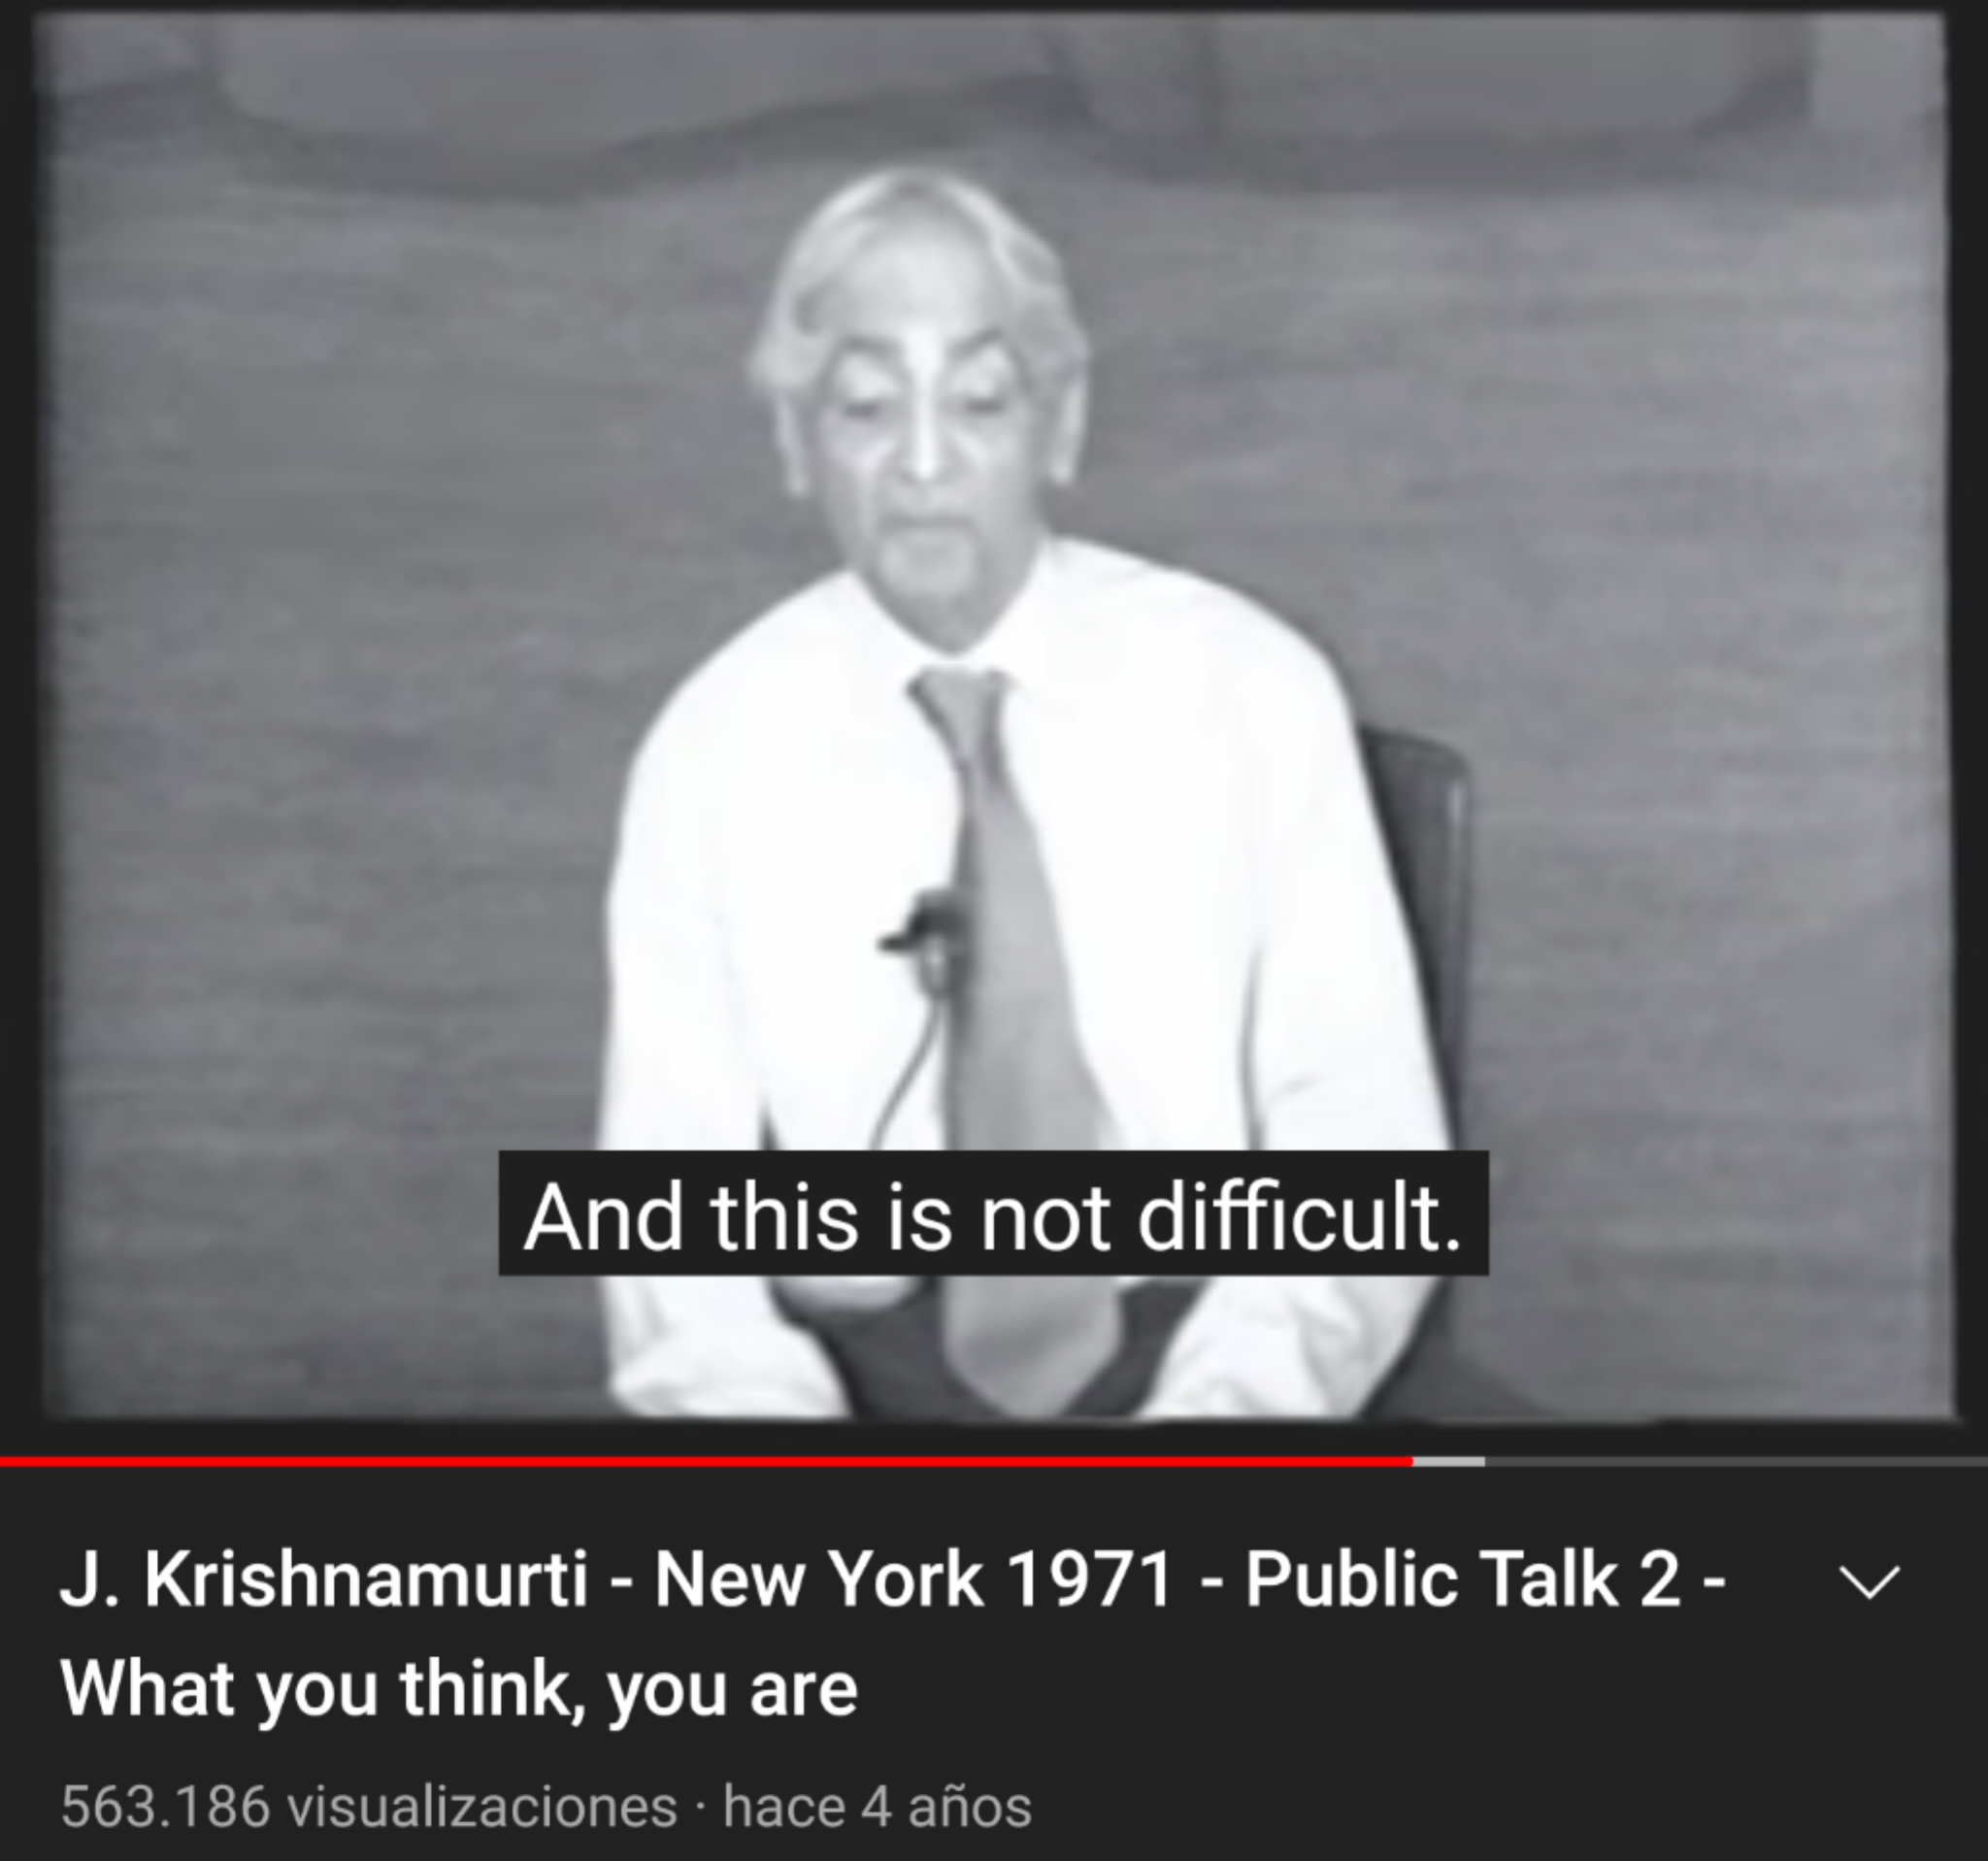 And this is not difficult.
J. Krishnamurti - New York 1971 - Public Talk 2 -
What you think, you are
563.186 visualizaciones · hace 4 años